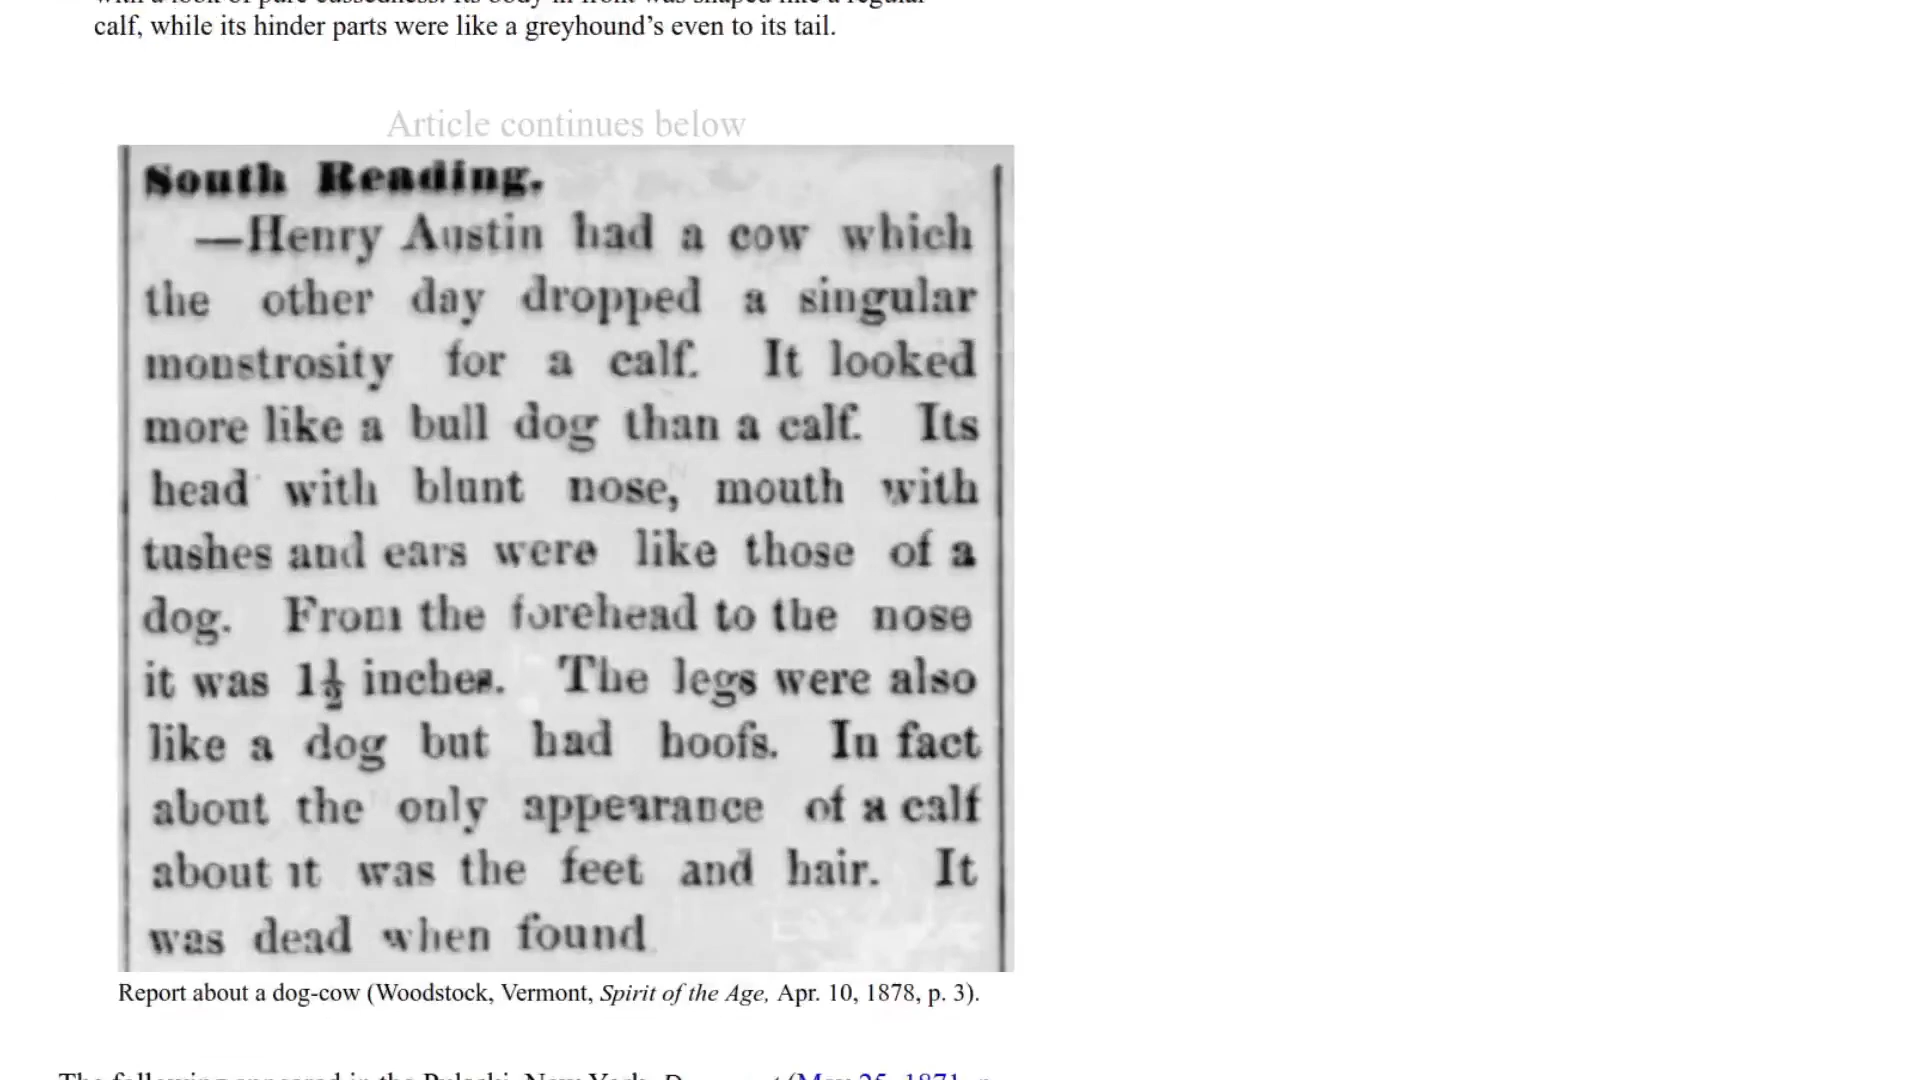 calf, while its hinder parts were like a greyhound's even to its tail.
Article continues below
South Reading.
—Henry Austin had a cow which
the other day dropped a singular
monstrosity for a calf. It looked
more like a bull dog than a calf. Its
head with blunt nose, mouth with
tushes and ears were like those of a
dog. From the forehead to the nose
it was 1½ inches. The legs were also
like a dog but had hoofs. In fact
about the only appearance of a calf
about it was the feet and hair. It
was dead when found
Report about a dog-cow (Woodstock, Vermont, Spirit of the Age, Apr. 10, 1878, p. 3).